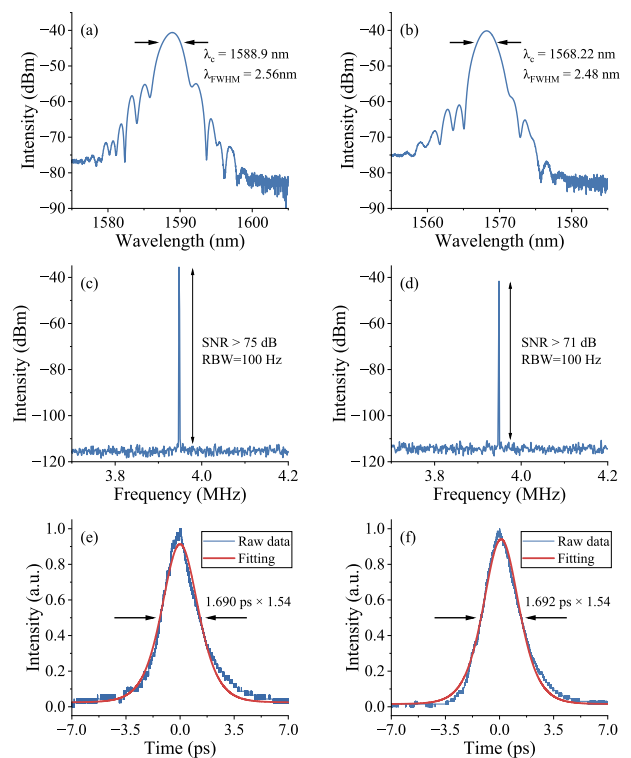 (a)
λc = 1588.9 nm
λFWHM = 2.56nm
Intensity (dBm)
−40
−50
−60
−70
−80
−90
1580 1590 1600
Wavelength (nm)
(b)
λc = 1568.22 nm
λFWHM = 2.48 nm
Intensity (dBm)
−40
−50
−60
−70
−80
−90
1560 1570 1580
Wavelength (nm)
(c)
SNR > 75 dB
RBW=100 Hz
Intensity (dBm)
−40
−60
−80
−100
−120
3.8 4.0 4.2
Frequency (MHz)
(d)
SNR > 71 dB
RBW=100 Hz
Intensity (dBm)
−40
−60
−80
−100
−120
3.8 4.0 4.2
Frequency (MHz)
(e)
Raw data
Fitting
1.690 ps × 1.54
Intensity (a.u.)
1.0
0.8
0.6
0.4
0.2
0.0
−7.0 −3.5 0.0 3.5 7.0
Time (ps)
(f)
Raw data
Fitting
1.692 ps × 1.54
Intensity (a.u.)
1.0
0.8
0.6
0.4
0.2
0.0
−7.0 −3.5 0.0 3.5 7.0
Time (ps)